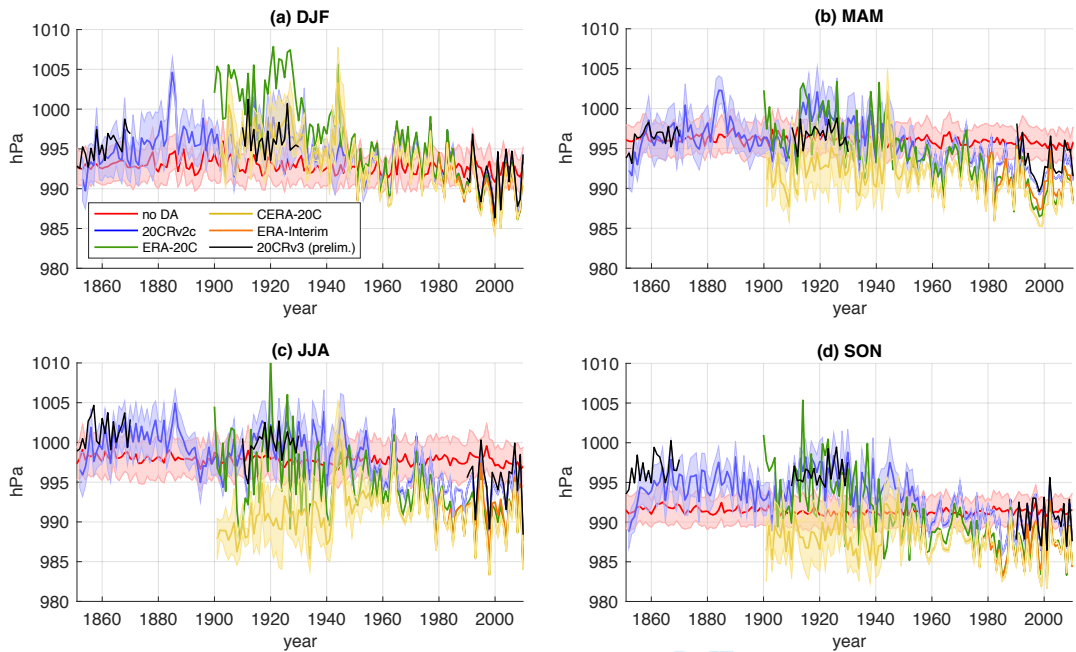 (a) DJF
1010
1005
1000
995
990
985
980
hPa
no DA
20CRv2c
ERA-20C
CERA-20C
ERA-Interim
20CRv3 (prelim.)
1860 1880 1900 1920 1940 1960 1980 2000
year
(b) MAM
1010
1005
1000
995
990
985
980
hPa
1860 1880 1900 1920 1940 1960 1980 2000
year
(c) JJA
1010
1005
1000
995
990
985
980
hPa
1860 1880 1900 1920 1940 1960 1980 2000
year
(d) SON
1010
1005
1000
995
990
985
980
hPa
1860 1880 1900 1920 1940 1960 1980 2000
year